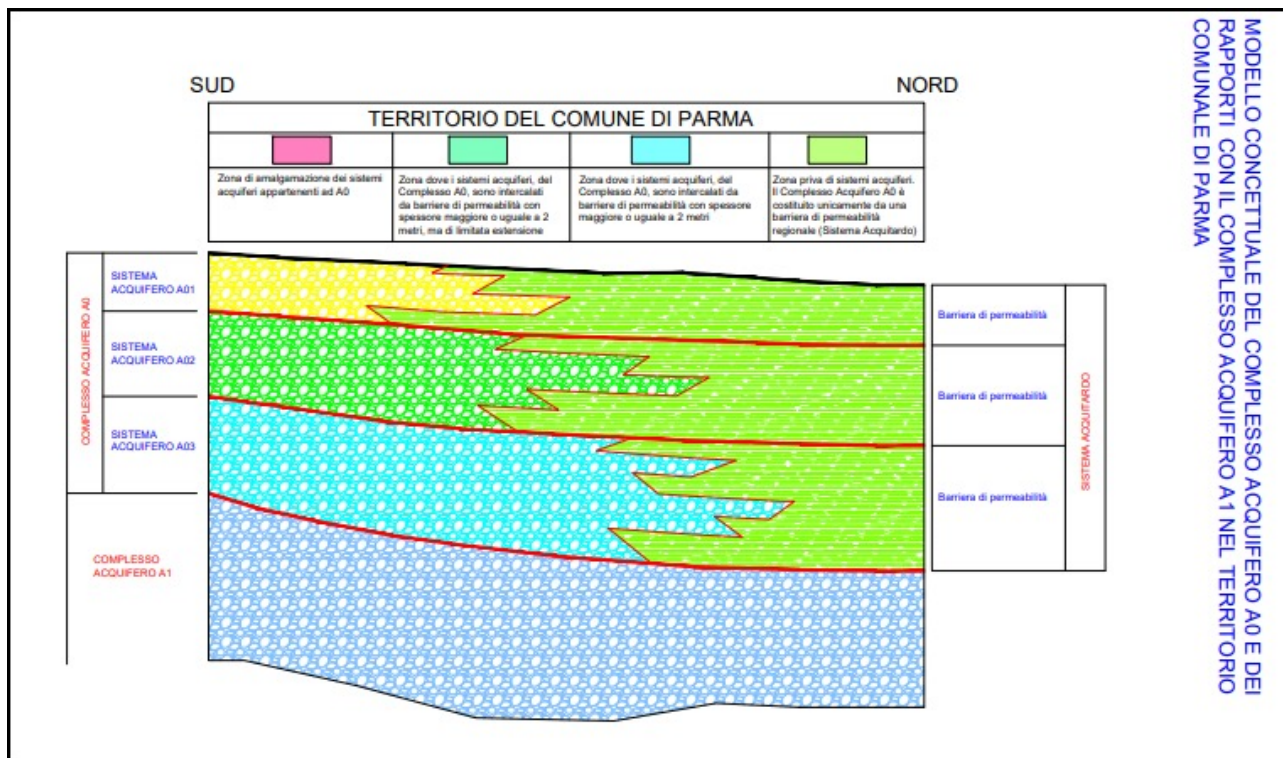 MODELLO CONCETTUALE DEL COMPLESSO ACQUIFERO A0 E DEI
RAPPORTI CON IL COMPLESSO ACQUIFERO A1 NEL TERRITORIO
COMUNALE DI PARMA
SUD
NORD
TERRITORIO DEL COMUNE DI PARMA
Zona di amalgamazione dei sistemi
acquiferi appartenenti ad A0
Zona dove i sistemi acquiferi, del
Complesso A0, sono intercalati
da barriere di permeabilità con
spessore maggiore o uguale a 2
metri, ma di limitata estensione
Zona dove i sistemi acquiferi, del
Complesso A0, sono intercalati da
barriere di permeabilità con spessore
maggiore o uguale a 2 metri
Zona priva di sistemi acquiferi.
Il Complesso Acquifero A0 è
costituito unicamente da una
barriera di permeabilità
regionale (Sistema Acquitardo)
COMPLESSO ACQUIFERO A0
SISTEMA
ACQUIFERO A01
SISTEMA
ACQUIFERO A02
SISTEMA
ACQUIFERO A03
COMPLESSO
ACQUIFERO A1
Barriera di permeabilità
Barriera di permeabilità
Barriera di permeabilità
SISTEMA ACQUITARDO